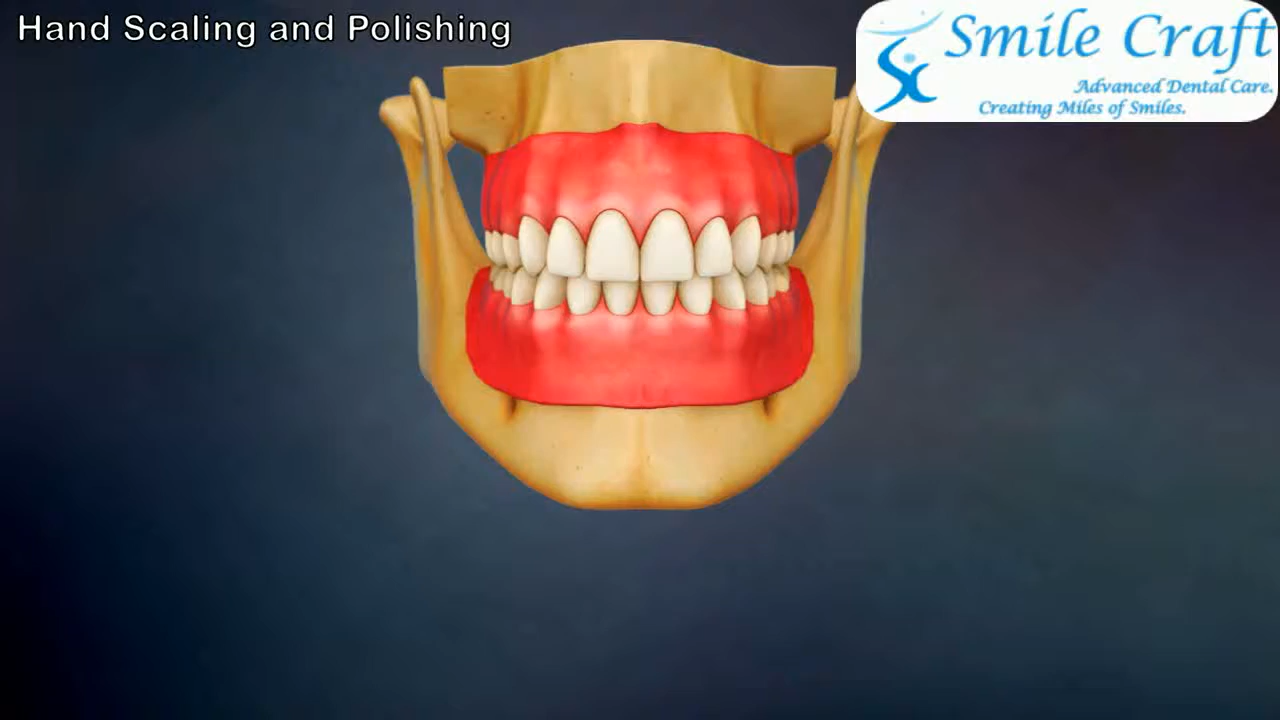 Hand Scaling and Polishing
Smile Craft
Advanced Dental Care.
Creating Miles of Smiles.